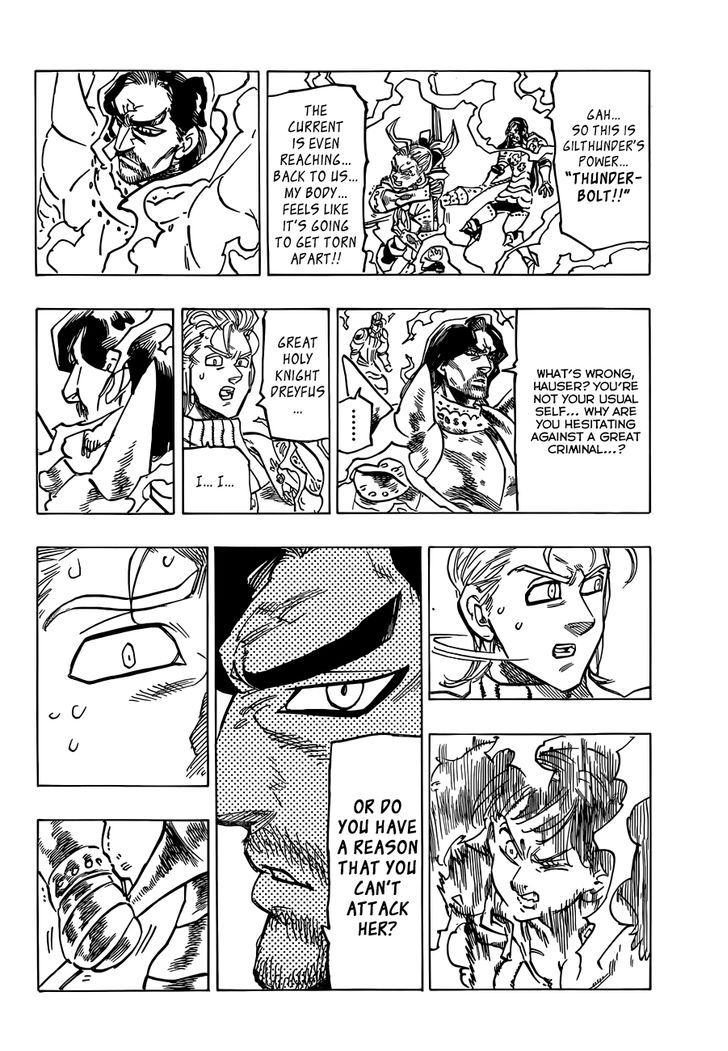 GAH...
SO THIS IS
GILTHUNDER'S
POWER...
"THUNDER-
BOLT!!"
THE
CURRENT
IS EVEN
REACHING...
BACK TO US...
MY BODY...
FEELS LIKE
IT'S GOING
TO GET TORN
APART!!
WHAT'S WRONG,
HAUSER? YOU'RE
NOT YOUR USUAL
SELF... WHY ARE
YOU HESITATING
AGAINST A GREAT
CRIMINAL...?
......
GREAT
HOLY
KNIGHT
DREYFUS
...
I... I...
OR DO
YOU HAVE
A REASON
THAT YOU
CAN'T
ATTACK
HER?